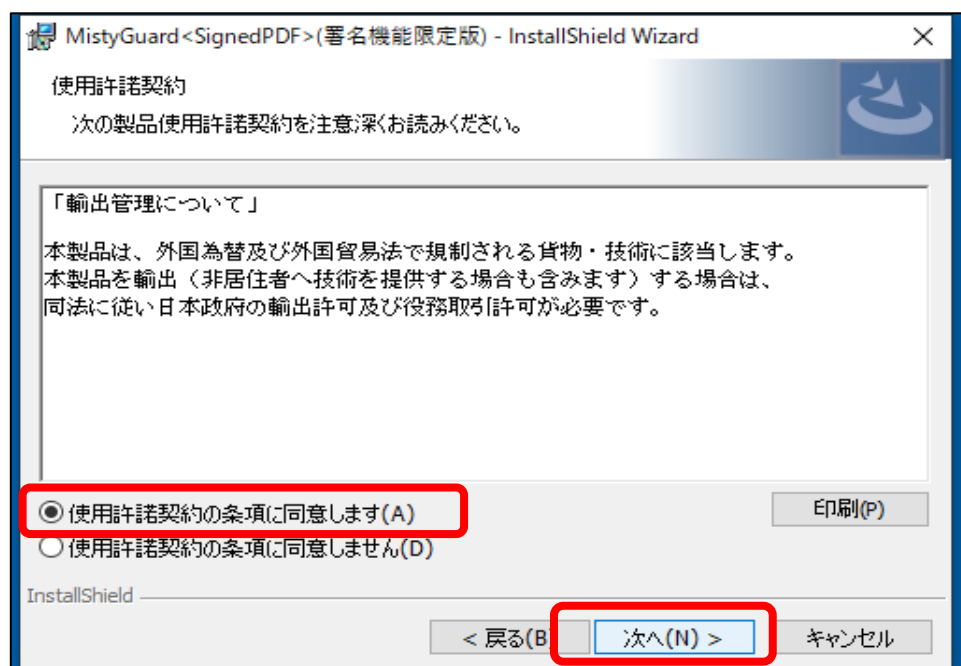 MistyGuard<SignedPDF>(署名機能限定版) - InstallShield Wizard
使用許諾契約
次の製品使用許諾契約を注意深くお読みください。
「輸出管理について」
本製品は、外国為替及び外国貿易法で規制される貨物・技術に該当します。
本製品を輸出（非居住者へ技術を提供する場合も含みます）する場合は、
同法に従い日本政府の輸出許可及び役務取引許可が必要です。
使用許諾契約の条項に同意します(A)
印刷(P)
使用許諾契約の条項に同意しません(D)
InstallShield
< 戻る(B
次へ(N) >
キャンセル